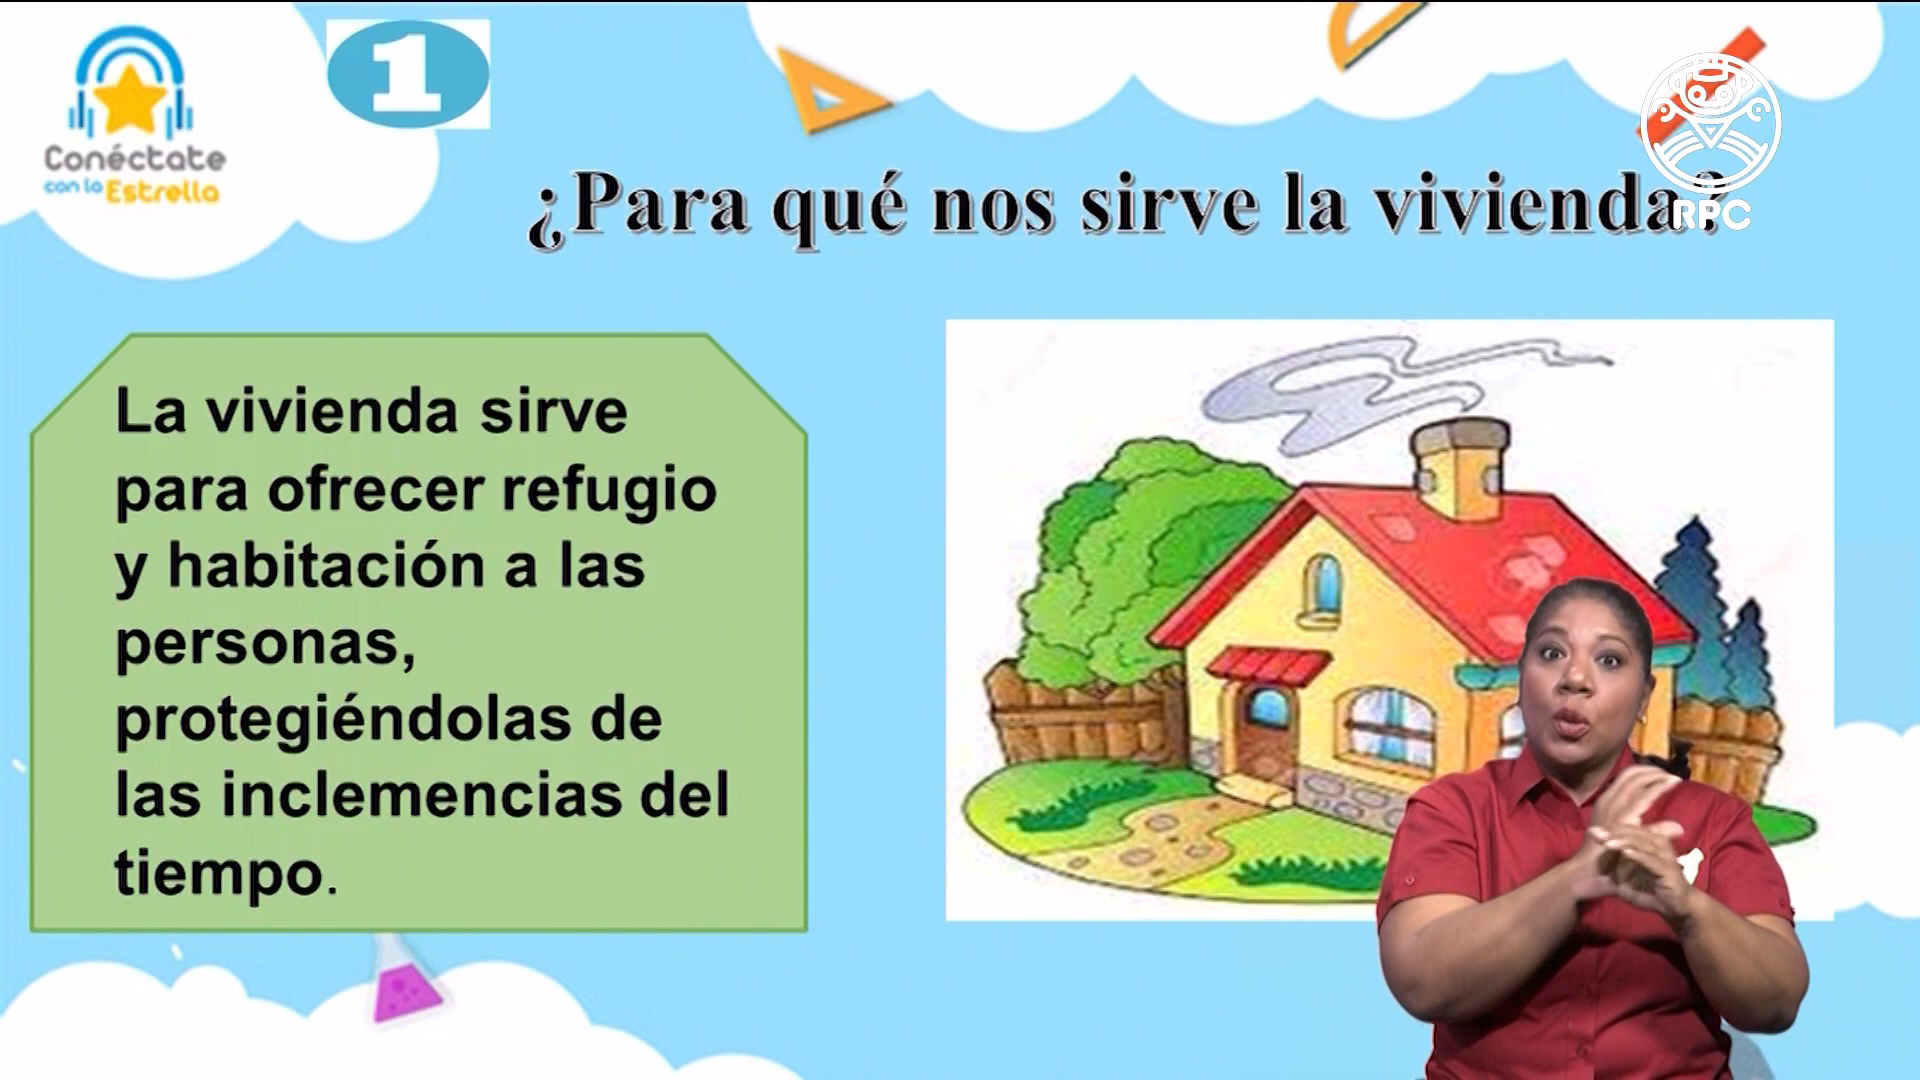 Conéctate
con la Estrella
1
¿Para qué nos sirve la vivienda?
RPC
La vivienda sirve
para ofrecer refugio
y habitación a las
personas,
protegiéndolas de
las inclemencias del
tiempo.